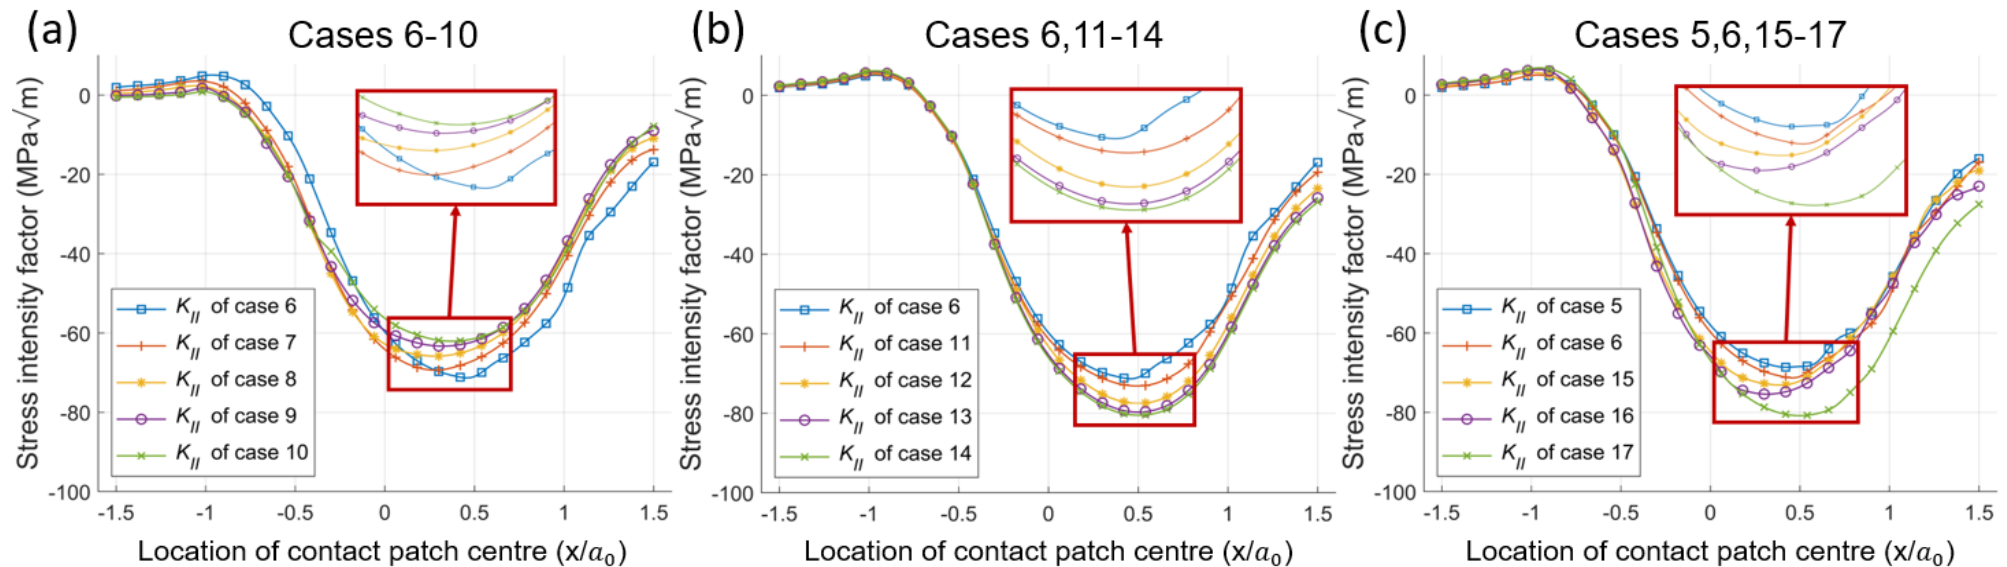 (a)
Cases 6-10
Stress intensity factor (MPa√m)
0
-20
-40
-60
-80
-100
-1.5
-1
-0.5
0
0.5
1
1.5
Location of contact patch centre (x/a₀)
K_II of case 6
K_II of case 7
K_II of case 8
K_II of case 9
K_II of case 10
(b)
Cases 6,11-14
Stress intensity factor (MPa√m)
0
-20
-40
-60
-80
-100
-1.5
-1
-0.5
0
0.5
1
1.5
Location of contact patch centre (x/a₀)
K_II of case 6
K_II of case 11
K_II of case 12
K_II of case 13
K_II of case 14
(c)
Cases 5,6,15-17
Stress intensity factor (MPa√m)
0
-20
-40
-60
-80
-100
-1.5
-1
-0.5
0
0.5
1
1.5
Location of contact patch centre (x/a₀)
K_II of case 5
K_II of case 6
K_II of case 15
K_II of case 16
K_II of case 17